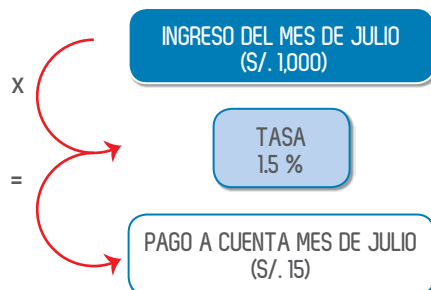 INGRESO DEL MES DE JULIO
(S/. 1,000)
X
TASA
1.5 %
=
PAGO A CUENTA MES DE JULIO
(S/. 15)